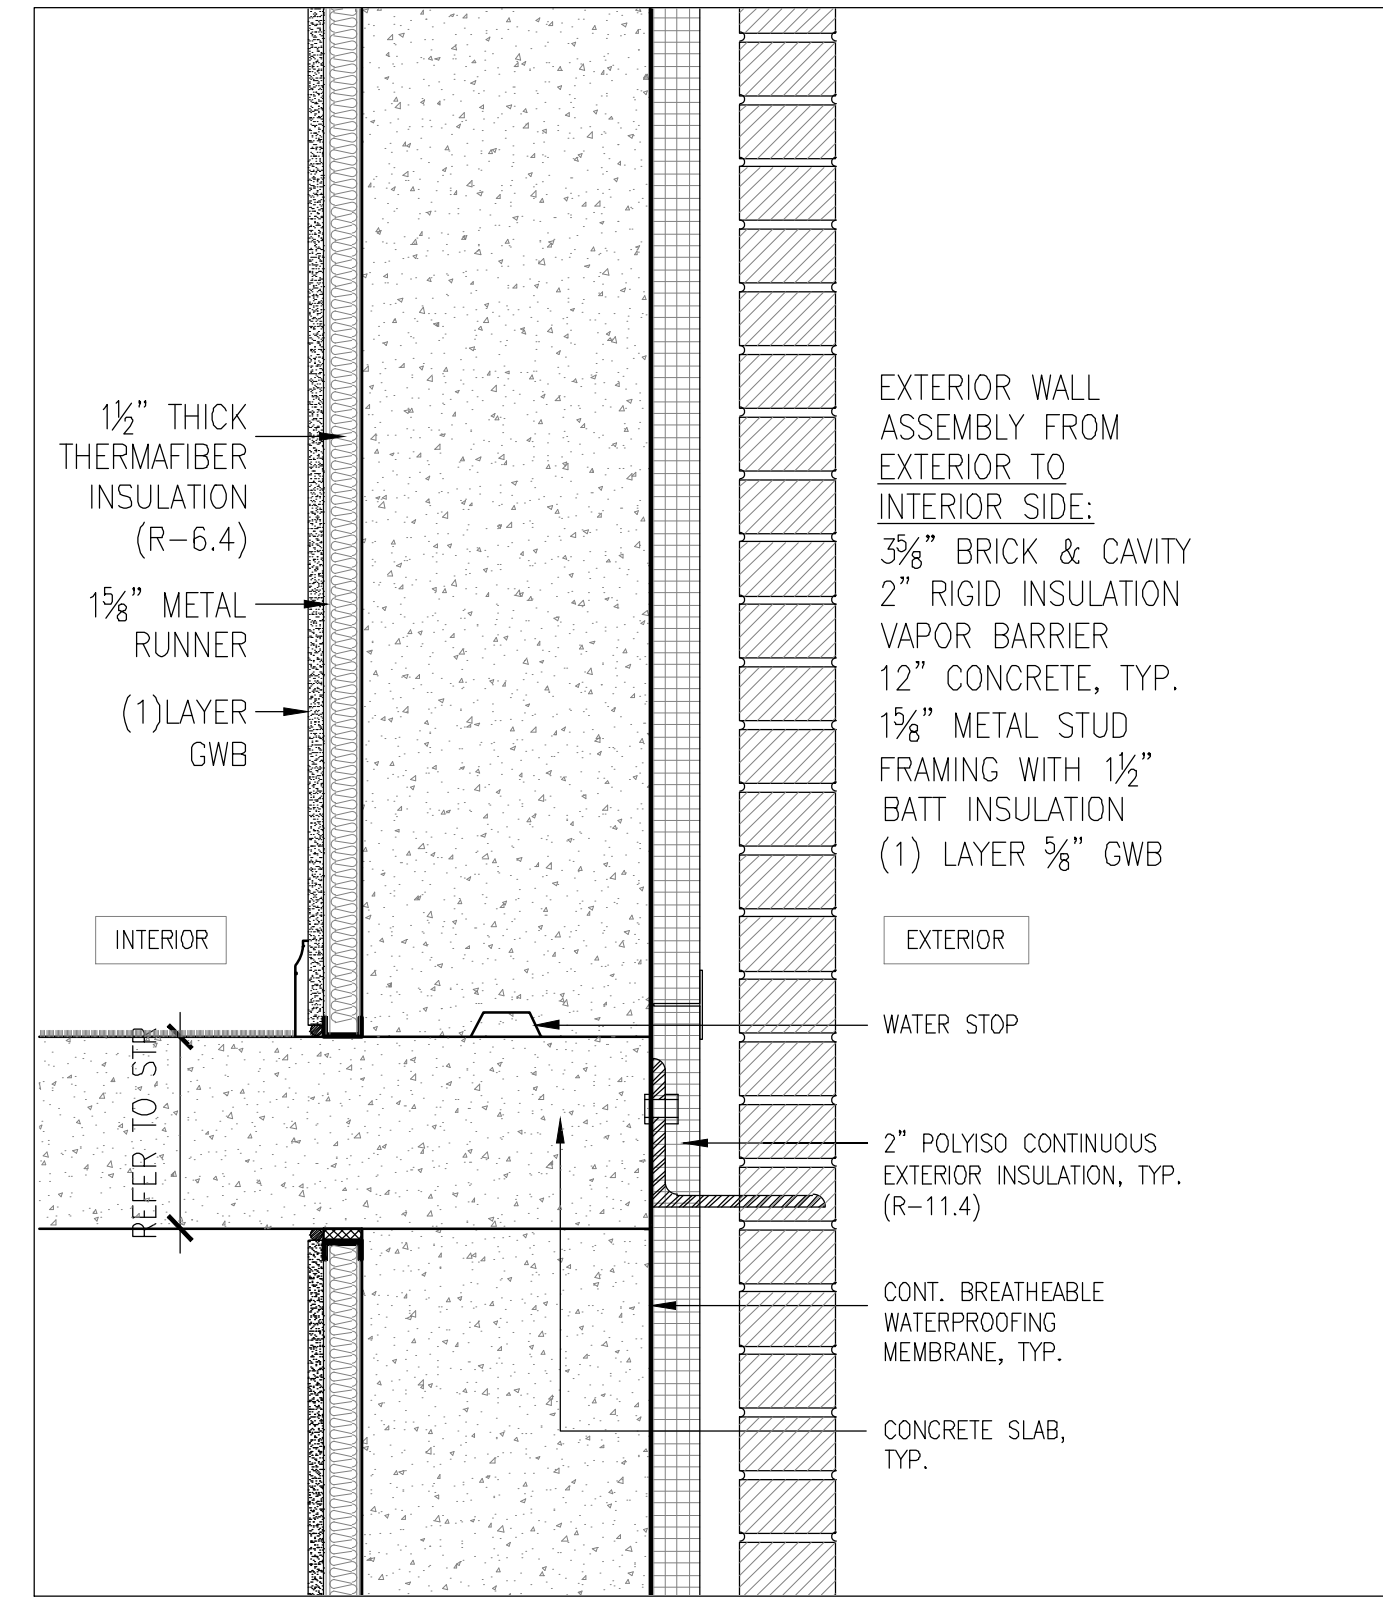 1½" THICK
THERMAFIBER
INSULATION
(R-6.4)
1⅝" METAL
RUNNER
(1)LAYER
GWB
INTERIOR
REFER TO STR
EXTERIOR WALL
ASSEMBLY FROM
EXTERIOR TO
INTERIOR SIDE:
3⅝" BRICK & CAVITY
2" RIGID INSULATION
VAPOR BARRIER
12" CONCRETE, TYP.
1⅝" METAL STUD
FRAMING WITH 1½"
BATT INSULATION
(1) LAYER ⅝" GWB
EXTERIOR
WATER STOP
2" POLYISO CONTINUOUS
EXTERIOR INSULATION, TYP.
(R-11.4)
CONT. BREATHEABLE
WATERPROOFING
MEMBRANE, TYP.
CONCRETE SLAB,
TYP.